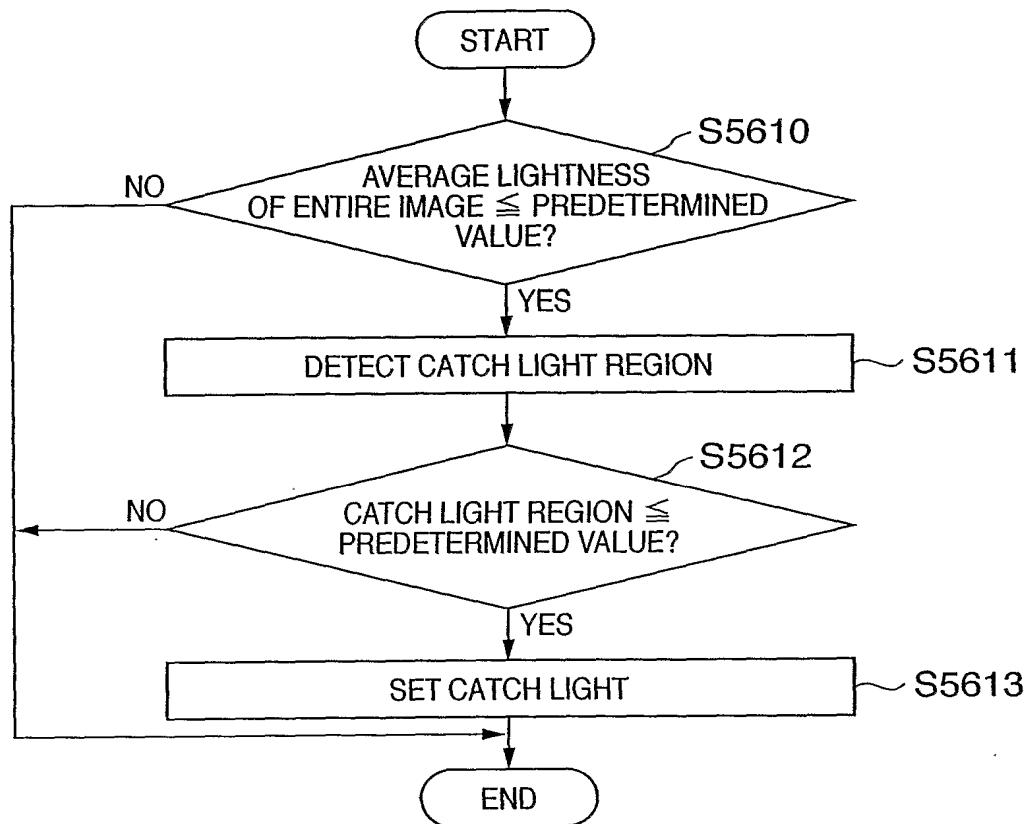 START
S5610
AVERAGE LIGHTNESS
OF ENTIRE IMAGE ≦ PREDETERMINED
VALUE?
NO
YES
DETECT CATCH LIGHT REGION
S5611
S5612
CATCH LIGHT REGION ≦
PREDETERMINED VALUE?
NO
YES
SET CATCH LIGHT
S5613
END